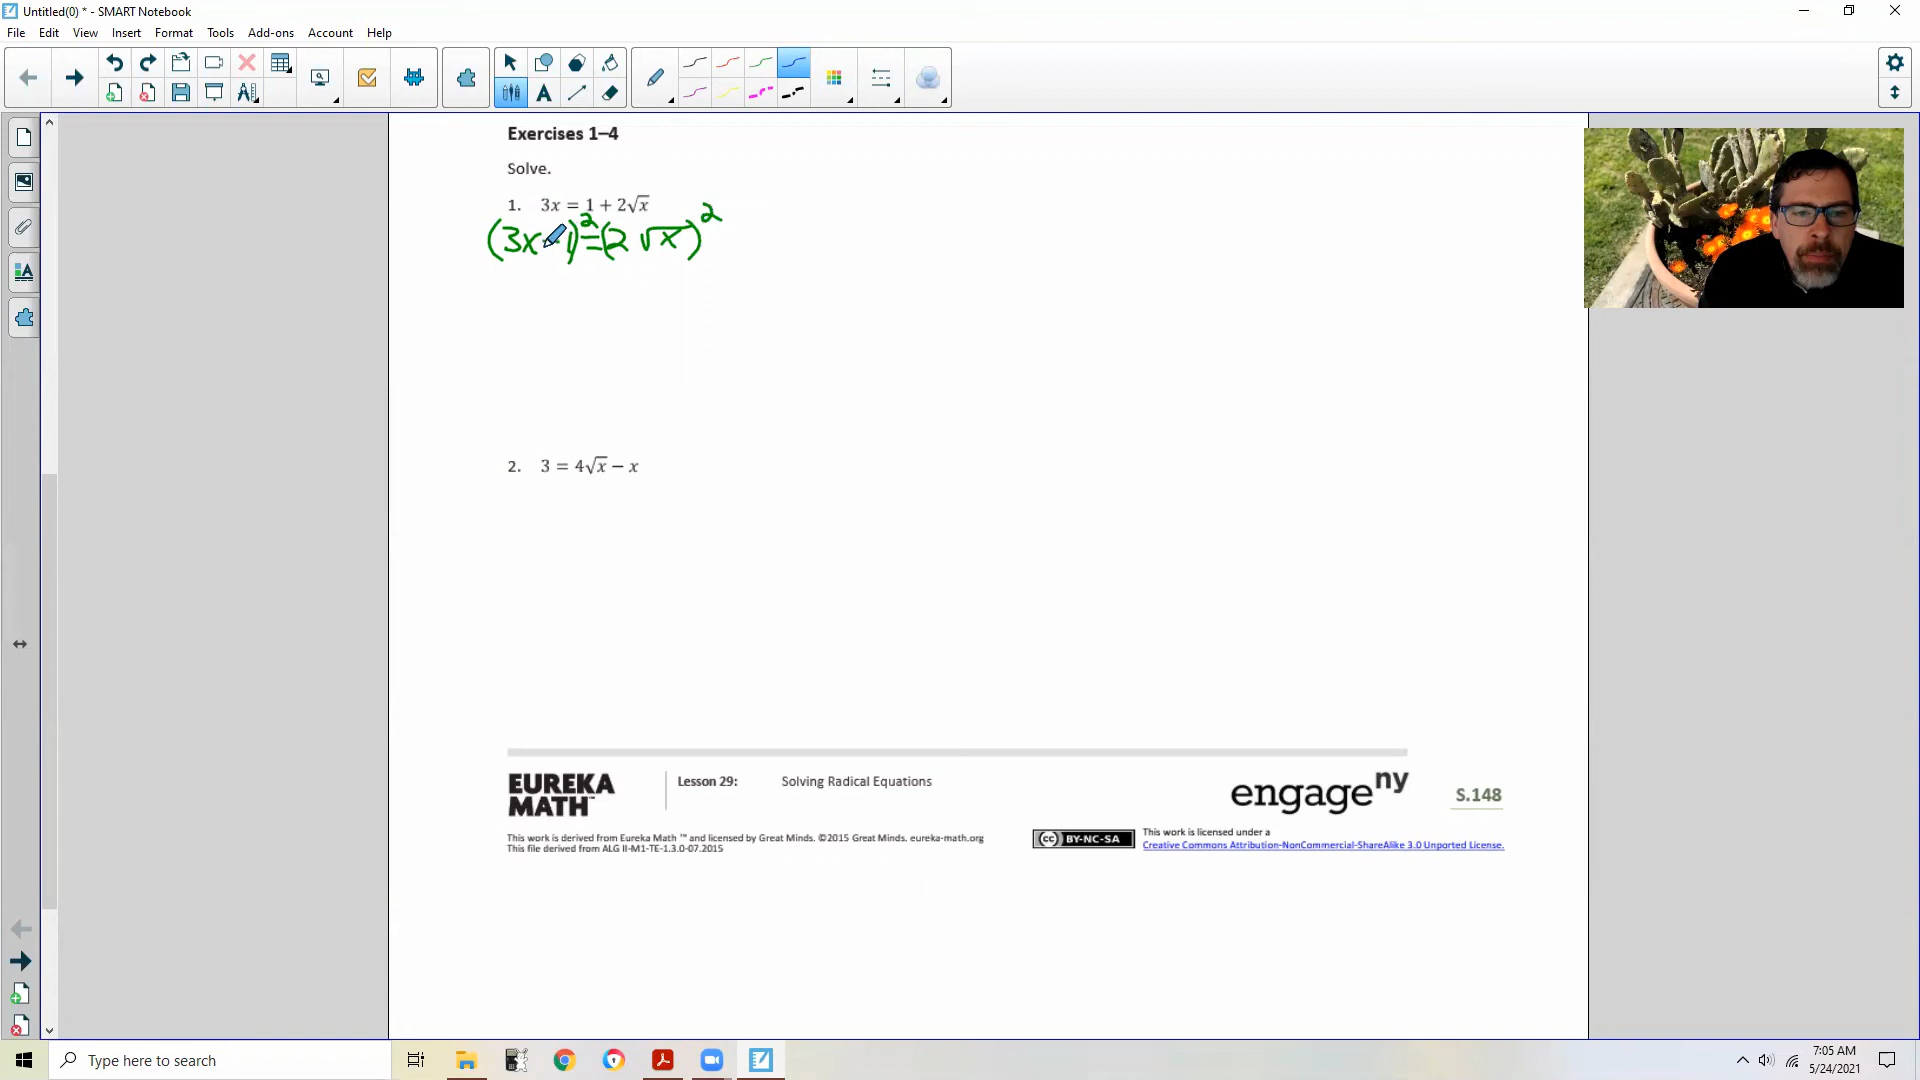 Untitled(0) * - SMART Notebook
File Edit View Insert Format Tools Add-ons Account Help
Exercises 1–4
Solve.
1. 3x = 1 + 2√x
(3x - 1)² = (2 √x)²
2. 3 = 4√x − x
EUREKA MATH™
Lesson 29: Solving Radical Equations
engageny
S.148
This work is derived from Eureka Math ™ and licensed by Great Minds. ©2015 Great Minds. eureka-math.org
This file derived from ALG II-M1-TE-1.3.0-07.2015
cc BY-NC-SA
This work is licensed under a
Creative Commons Attribution-NonCommercial-ShareAlike 3.0 Unported License.
Type here to search
7:05 AM
5/24/2021